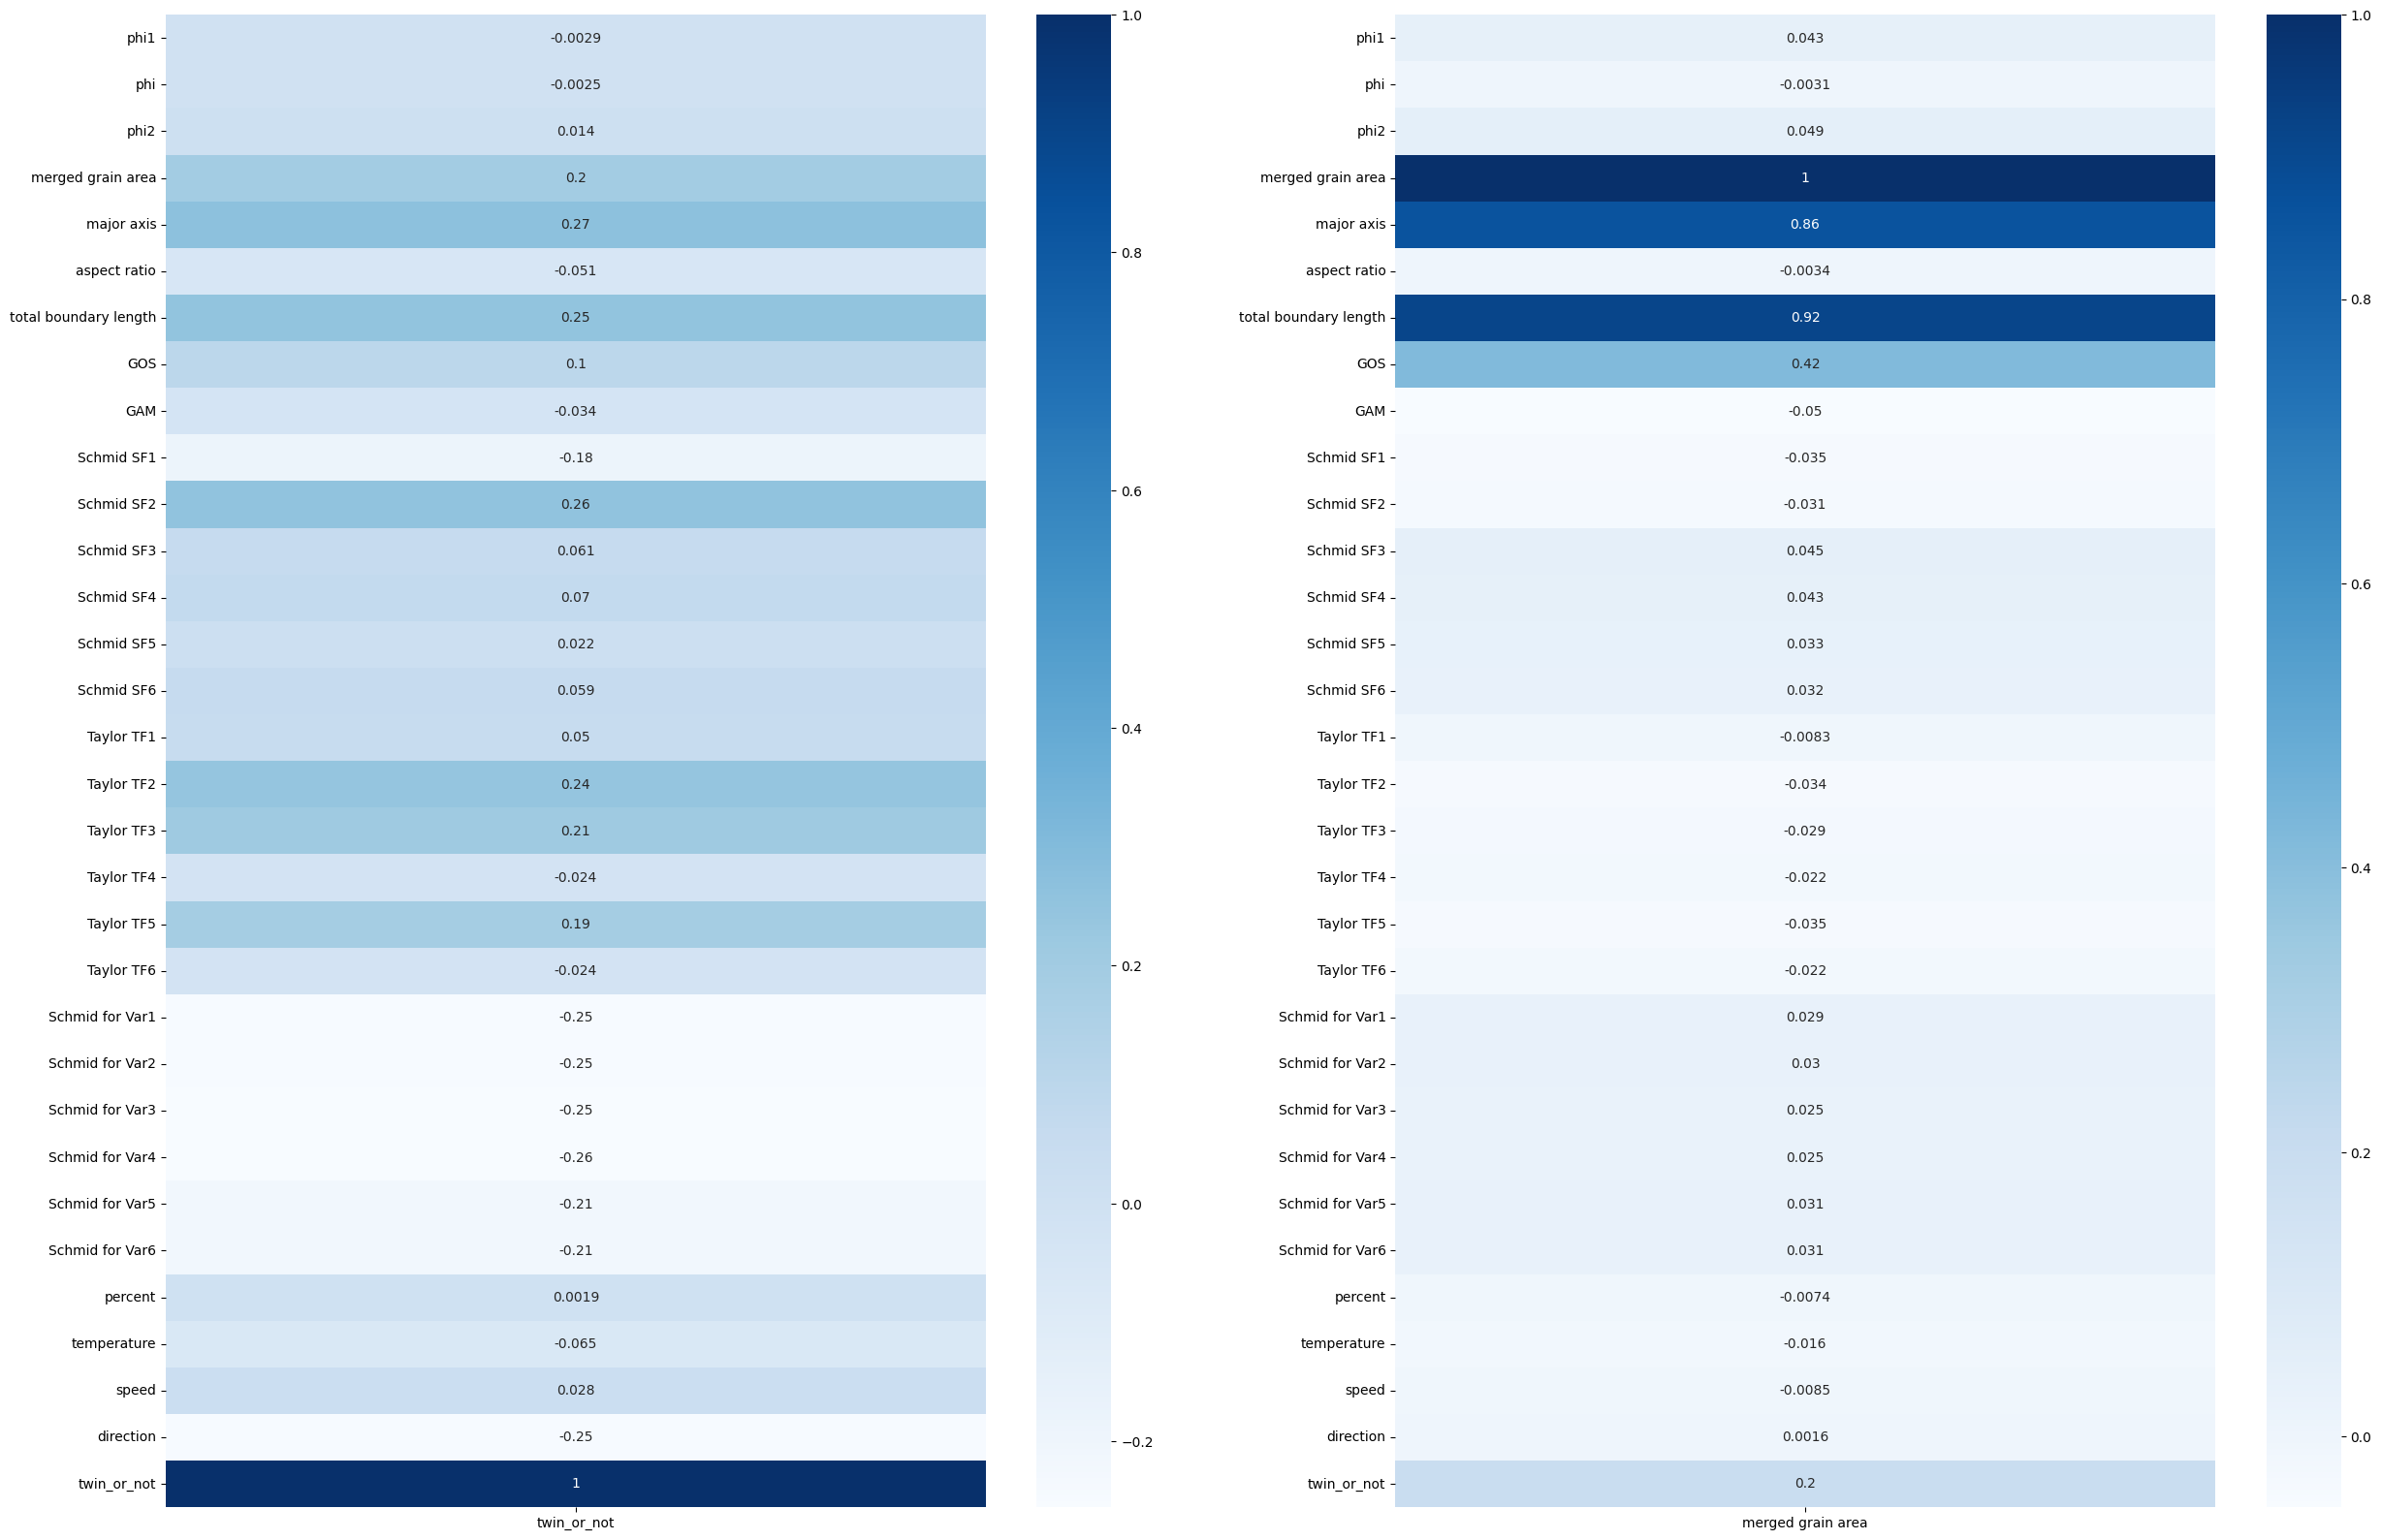 phi1 -0.0029
phi -0.0025
phi2 0.014
merged grain area 0.2
major axis 0.27
aspect ratio -0.051
total boundary length 0.25
GOS 0.1
GAM -0.034
Schmid SF1 -0.18
Schmid SF2 0.26
Schmid SF3 0.061
Schmid SF4 0.07
Schmid SF5 0.022
Schmid SF6 0.059
Taylor TF1 0.05
Taylor TF2 0.24
Taylor TF3 0.21
Taylor TF4 -0.024
Taylor TF5 0.19
Taylor TF6 -0.024
Schmid for Var1 -0.25
Schmid for Var2 -0.25
Schmid for Var3 -0.25
Schmid for Var4 -0.26
Schmid for Var5 -0.21
Schmid for Var6 -0.21
percent 0.0019
temperature -0.065
speed 0.028
direction -0.25
twin_or_not 1
twin_or_not
1.0
0.8
0.6
0.4
0.2
0.0
−0.2
phi1 0.043
phi -0.0031
phi2 0.049
merged grain area 1
major axis 0.86
aspect ratio -0.0034
total boundary length 0.92
GOS 0.42
GAM -0.05
Schmid SF1 -0.035
Schmid SF2 -0.031
Schmid SF3 0.045
Schmid SF4 0.043
Schmid SF5 0.033
Schmid SF6 0.032
Taylor TF1 -0.0083
Taylor TF2 -0.034
Taylor TF3 -0.029
Taylor TF4 -0.022
Taylor TF5 -0.035
Taylor TF6 -0.022
Schmid for Var1 0.029
Schmid for Var2 0.03
Schmid for Var3 0.025
Schmid for Var4 0.025
Schmid for Var5 0.031
Schmid for Var6 0.031
percent -0.0074
temperature -0.016
speed -0.0085
direction 0.0016
twin_or_not 0.2
merged grain area
1.0
0.8
0.6
0.4
0.2
0.0